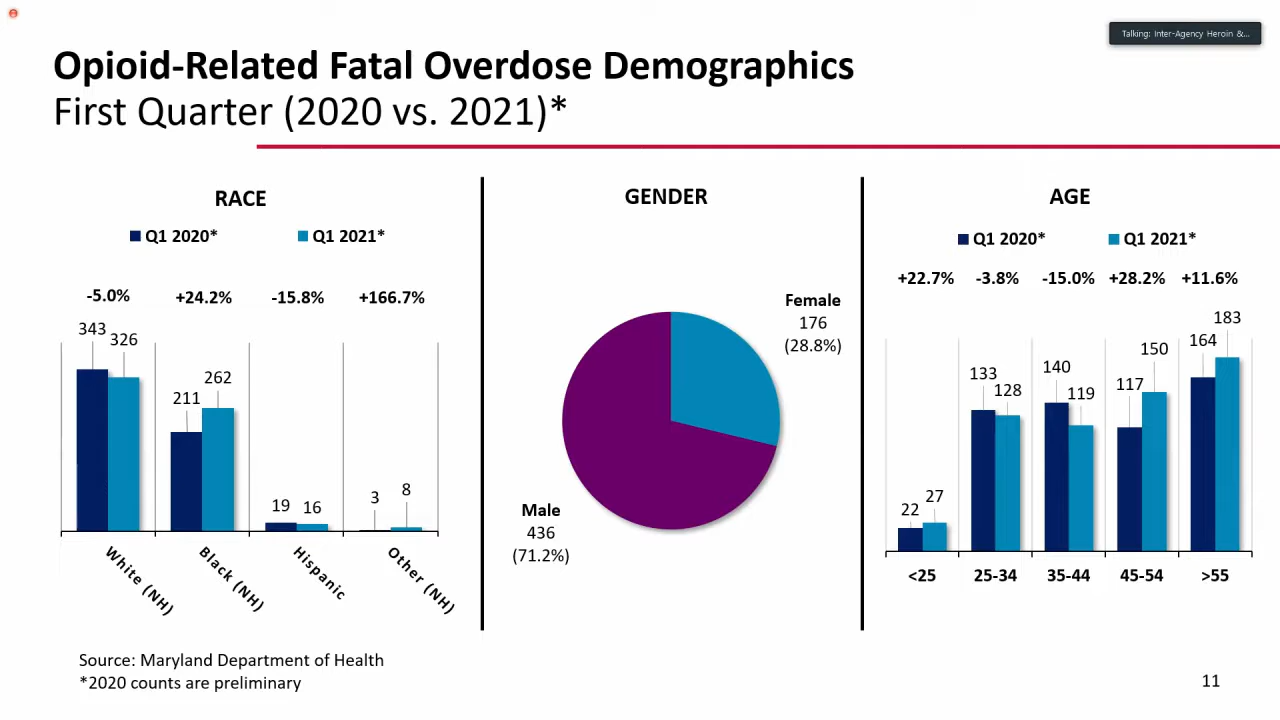 Talking: Inter-Agency Heroin &...
Opioid-Related Fatal Overdose Demographics
First Quarter (2020 vs. 2021)*
RACE
Q1 2020* Q1 2021*
-5.0% +24.2% -15.8% +166.7%
343 326 211 262 19 16 3 8
White (NH) Black (NH) Hispanic Other (NH)
GENDER
Female
176
(28.8%)
Male
436
(71.2%)
AGE
Q1 2020* Q1 2021*
+22.7% -3.8% -15.0% +28.2% +11.6%
22 27 133 128 140 119 117 150 164 183
<25 25-34 35-44 45-54 >55
Source: Maryland Department of Health
*2020 counts are preliminary
11